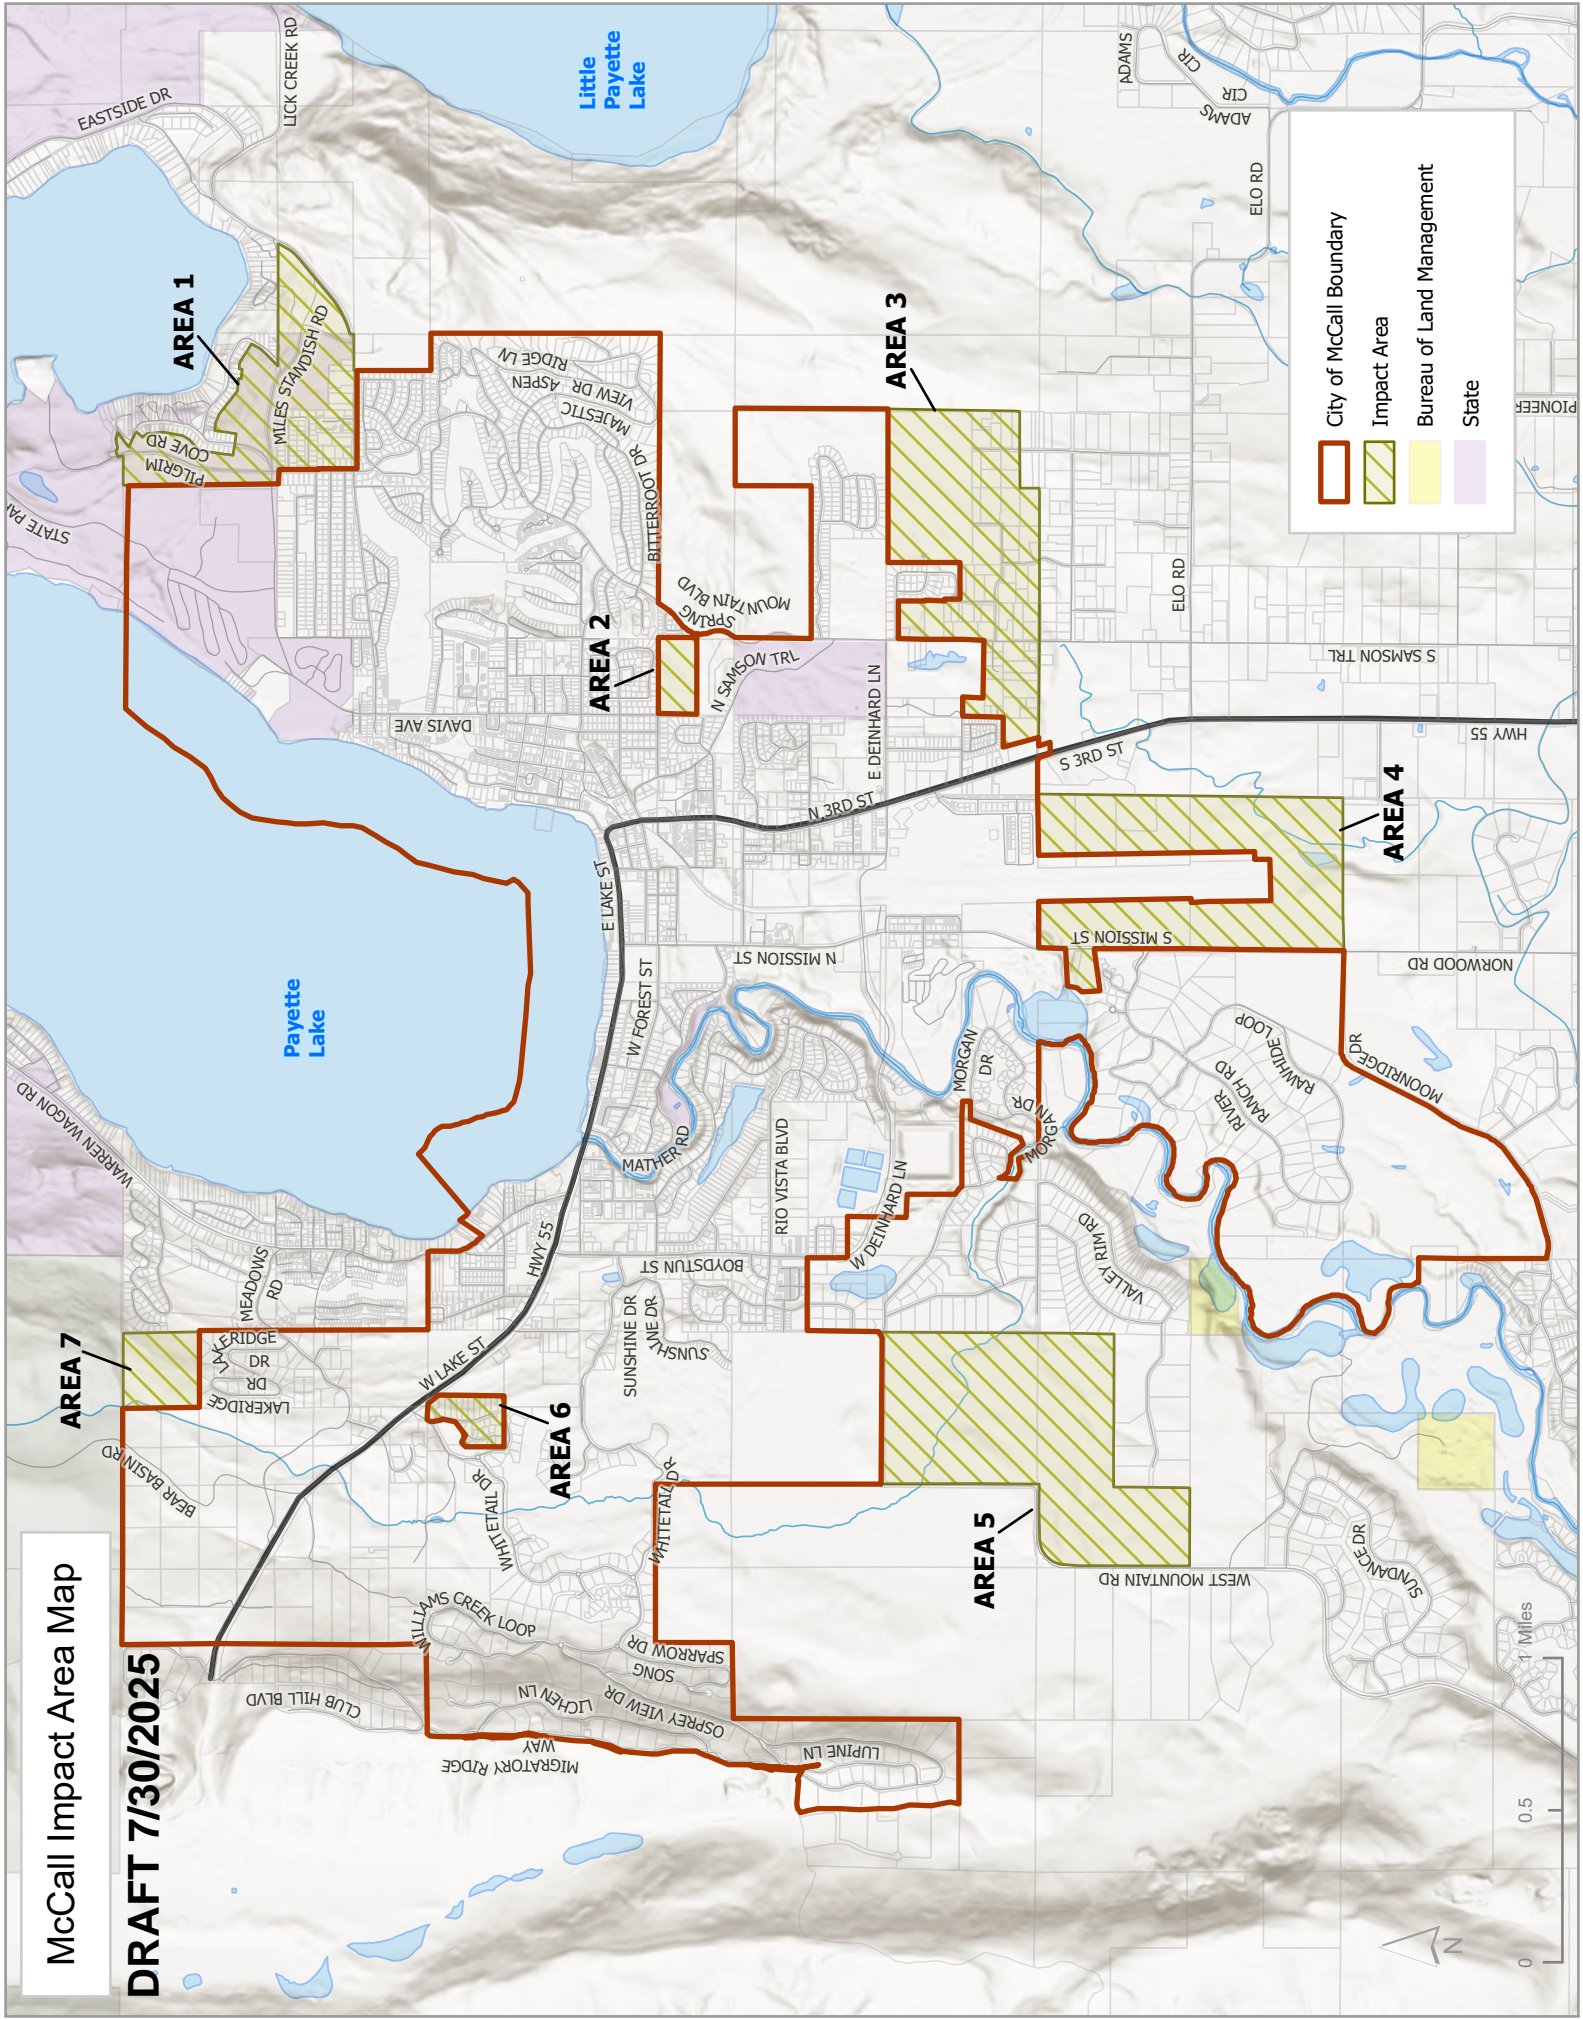 McCall Impact Area Map
DRAFT 7/30/2025
AREA 7
AREA 1
AREA 2
AREA 3
AREA 4
AREA 5
AREA 6
Payette
Lake
Little
Payette
Lake
WARREN WAGON RD
EASTSIDE DR
LICK CREEK RD
MILES STANDISH RD
PILGRIM
COVE RD
BEAR BASIN RD
MEADOWS
RD
LAKERIDGE
DR
LAKERIDGE
DR
W LAKE ST
HWY 55
E LAKE ST
DAVIS AVE
RIDGE LN
ASPEN
VIEW DR
MAJESTIC
BITTERROOT DR
SPRING
MOUNTAIN BLVD
N SAMSON TRL
E DEINHARD LN
N 3RD ST
S 3RD ST
HWY 55
S SAMSON TRL
ELO RD
ELO RD
ADAMS
CIR
ADAMS
CIR
PIONEER
W FOREST ST
N MISSION ST
S MISSION ST
NORWOOD RD
MATHER RD
RIO VISTA BLVD
BOYDSTUN ST
W DEINHARD LN
MORGAN
DR
MORGAN DR
RIVER
RANCH RD
RAWHIDE LOOP
MOONRIDGE
DR
VALLEY RIM RD
SUNSHINE DR
SUNSHINE DR
WHITETAIL DR
WHITETAIL DR
WILLIAMS CREEK LOOP
SPARROW DR
SONG
OSPREY VIEW DR
LICHEN LN
CLUB HILL BLVD
MIGRATORY RIDGE
WAY
LUPINE LN
WEST MOUNTAIN RD
SUNDANCE DR
City of McCall Boundary
Impact Area
Bureau of Land Management
State
N
0
0.5
1 Miles